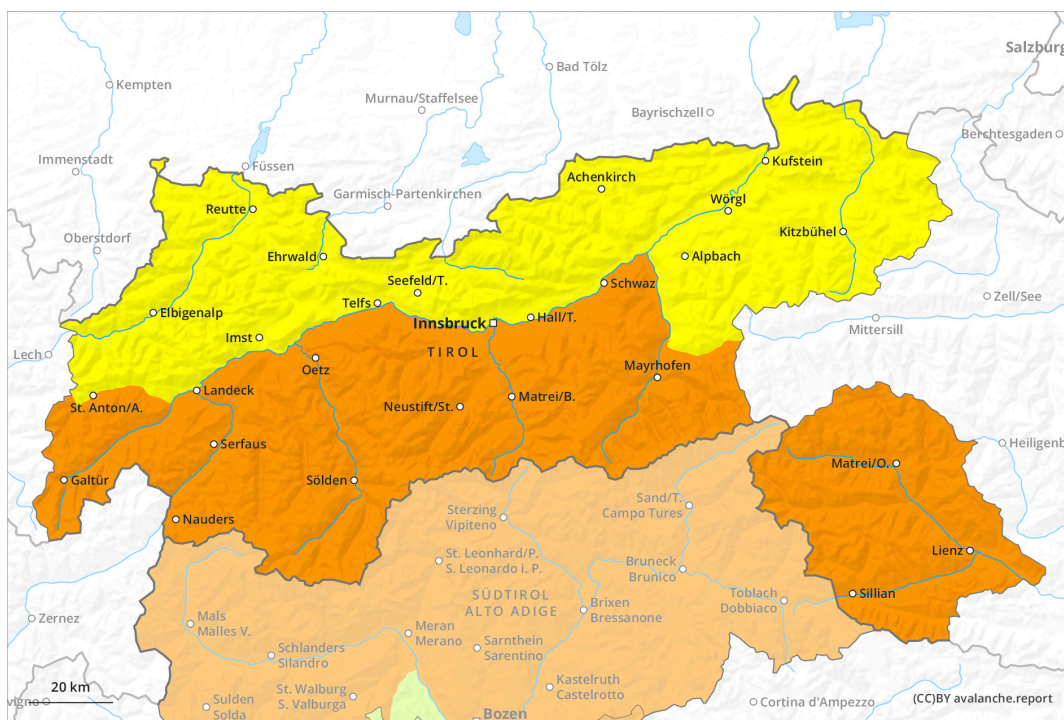 Salzburg
Bad Tölz
Kempten
Murnau/Staffelsee
Bayrischzell
Berchtesgaden
Immenstadt
Füssen
Kufstein
Achenkirch
Garmisch-Partenkirchen
Wörgl
Reutte
Kitzbühel
Oberstdorf
Ehrwald
Alpbach
Seefeld/T.
Schwaz
Zell/See
Telfs
Elbigenalp
Hall/T.
Innsbruck
Mittersill
Imst
TIROL
Lech
Oetz
Mayrhofen
Landeck
Matrei/B.
St. Anton/A.
Neustift/St.
Serfaus
Heiligenb
Matrei/O.
Galtür
Sölden
Sand/T.
Campo Tures
Sterzing
Vipiteno
Nauders
Lienz
St. Leonhard/P.
S. Leonardo i. P.
Bruneck
Brunico
SÜDTIROL
ALTO ADIGE
Toblach
Dobbiaco
Sillian
Brixen
Bressanone
Zernez
Mals
Malles V.
Meran
Merano
Sarnthein
Sarentino
Schlanders
Silandro
Kastelruth
Castelrotto
20 km
St. Walburg
S. Valburga
vigno
Sulden
Solda
Cortina d'Ampezzo
(CC)BY avalanche.report
Bozen